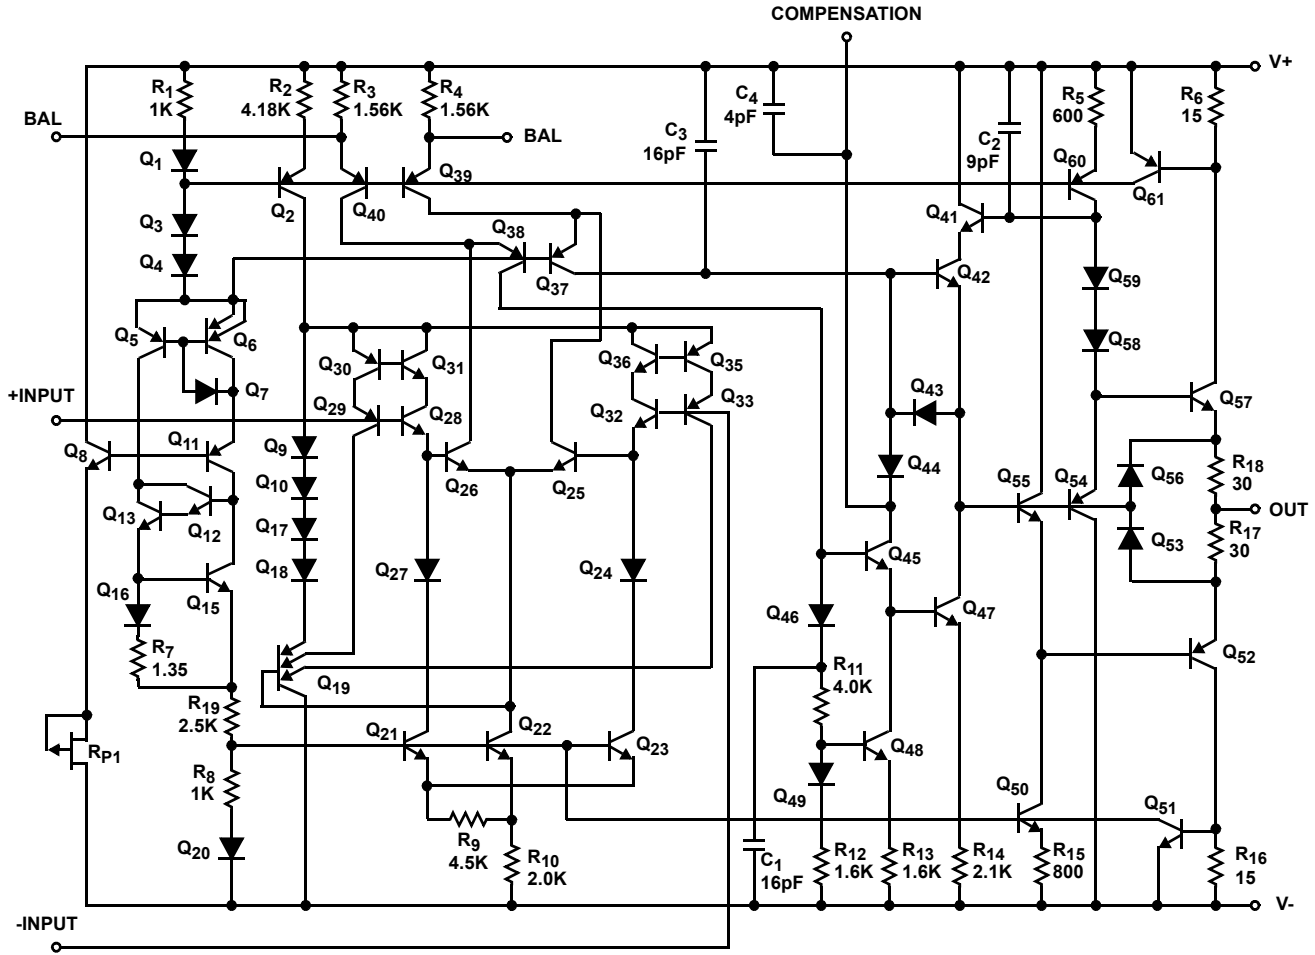 COMPENSATION
V+
R1
1K
R2
4.18K
R3
1.56K
R4
1.56K
C4
4pF
C3
16pF
C2
9pF
R5
600
R6
15
BAL
BAL
Q1
Q2
Q40
Q39
Q60
Q61
Q3
Q4
Q38
Q37
Q41
Q42
Q59
Q58
Q5
Q6
Q7
Q30
Q31
Q36
Q35
+INPUT
Q29
Q28
Q32
Q33
Q43
Q57
Q8
Q11
Q9
Q10
Q26
Q25
Q44
Q55
Q54
Q56
R18
30
OUT
Q13
Q12
Q17
Q18
Q27
Q24
Q45
Q53
R17
30
Q16
Q15
Q46
Q47
R7
1.35
Q19
R11
4.0K
Q52
R19
2.5K
RP1
Q21
Q22
Q23
Q48
R8
1K
Q49
Q50
Q51
Q20
R9
4.5K
R10
2.0K
C1
16pF
R12
1.6K
R13
1.6K
R14
2.1K
R15
800
R16
15
V-
-INPUT